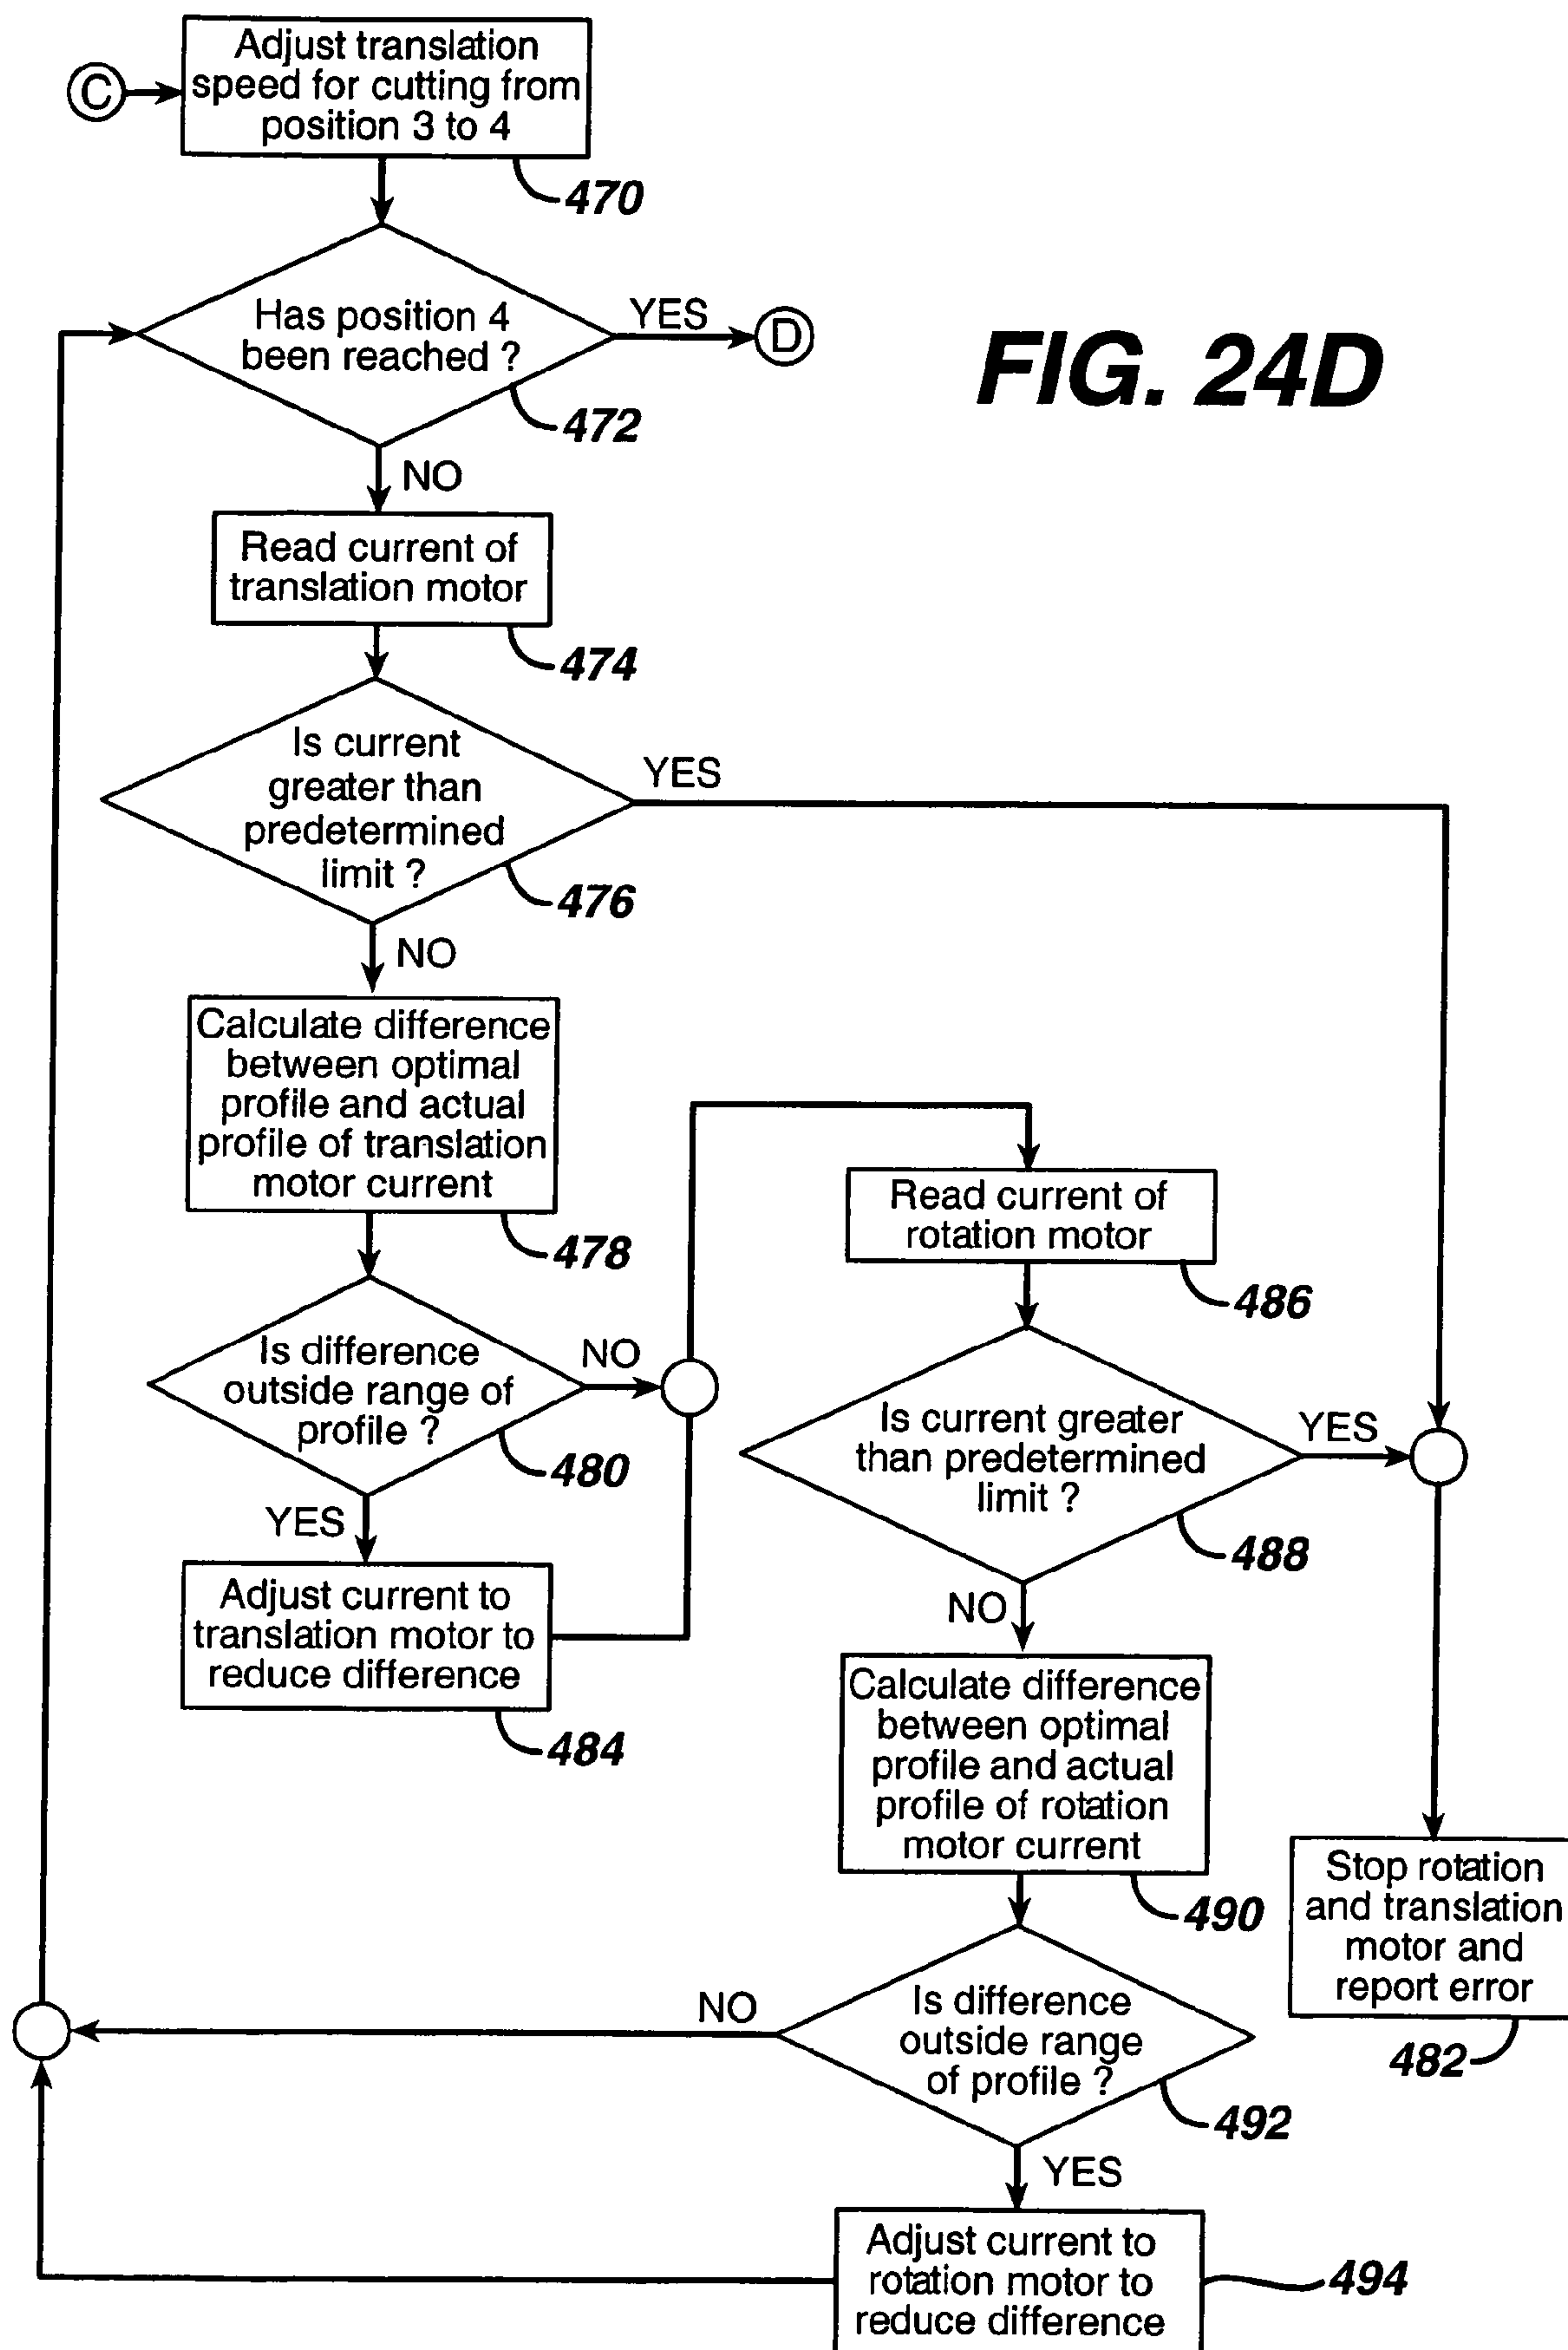 C
Adjust translation
speed for cutting from
position 3 to 4
470
Has position 4
been reached ?
YES
D
FIG. 24D
472
NO
Read current of
translation motor
474
Is current
greater than
predetermined
limit ?
YES
476
NO
Calculate difference
between optimal
profile and actual
profile of translation
motor current
478
Is difference
outside range of
profile ?
NO
480
YES
Adjust current to
translation motor to
reduce difference
484
Read current of
rotation motor
486
Is current greater
than predetermined
limit ?
YES
488
NO
Calculate difference
between optimal
profile and actual
profile of rotation
motor current
490
Stop rotation
and translation
motor and
report error
482
Is difference
outside range
of profile ?
NO
492
YES
Adjust current to
rotation motor to
reduce difference
494